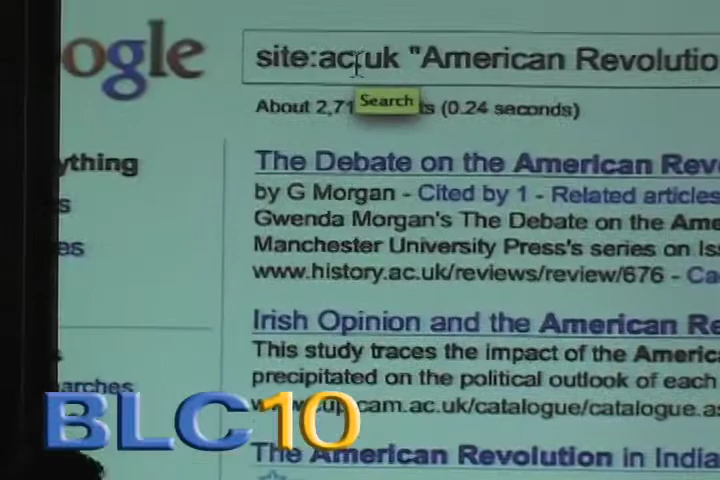 ogle
site:ac.uk "American Revolutio
About 2,71 ts (0.24 seconds)
Search
ything
The Debate on the American Rev
s
by G Morgan - Cited by 1 - Related articles
Gwenda Morgan's The Debate on the Ame
es
Manchester University Press's series on Iss
www.history.ac.uk/reviews/review/676 - Ca
Irish Opinion and the American Re
This study traces the impact of the America
precipitated on the political outlook of each
earches
cam.ac.uk/catalogue/catalogue.as
BLC10
The American Revolution in India